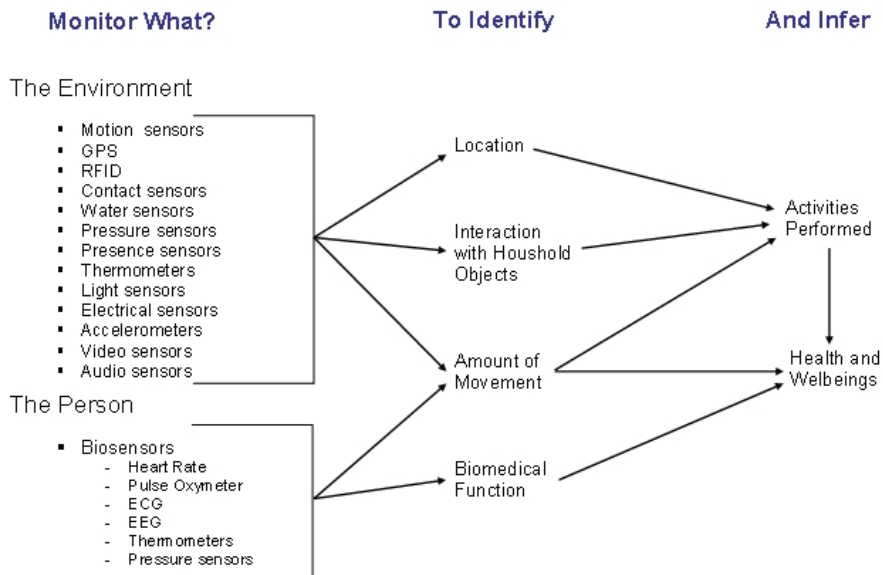 Monitor What?
To Identify
And Infer
The Environment
▪ Motion sensors
▪ GPS
▪ RFID
▪ Contact sensors
▪ Water sensors
▪ Pressure sensors
▪ Presence sensors
▪ Thermometers
▪ Light sensors
▪ Electrical sensors
▪ Accelerometers
▪ Video sensors
▪ Audio sensors
The Person
▪ Biosensors
- Heart Rate
- Pulse Oxymeter
- ECG
- EEG
- Thermometers
- Pressure sensors
Location
Interaction
with Houshold
Objects
Amount of
Movement
Biomedical
Function
Activities
Performed
Health and
Welbeings